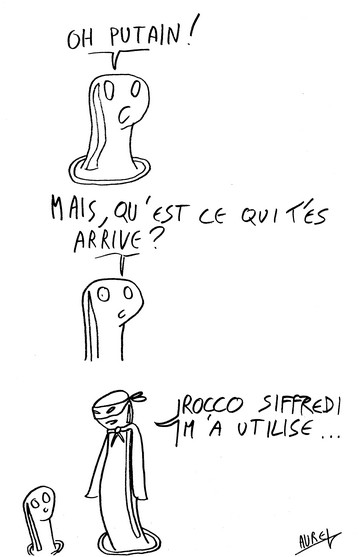 OH PUTAIN!
MAIS, QU'EST CE QUI T'ES
ARRIVE?
ROCCO SIFFREDI
M'A UTILISE...
AUREL